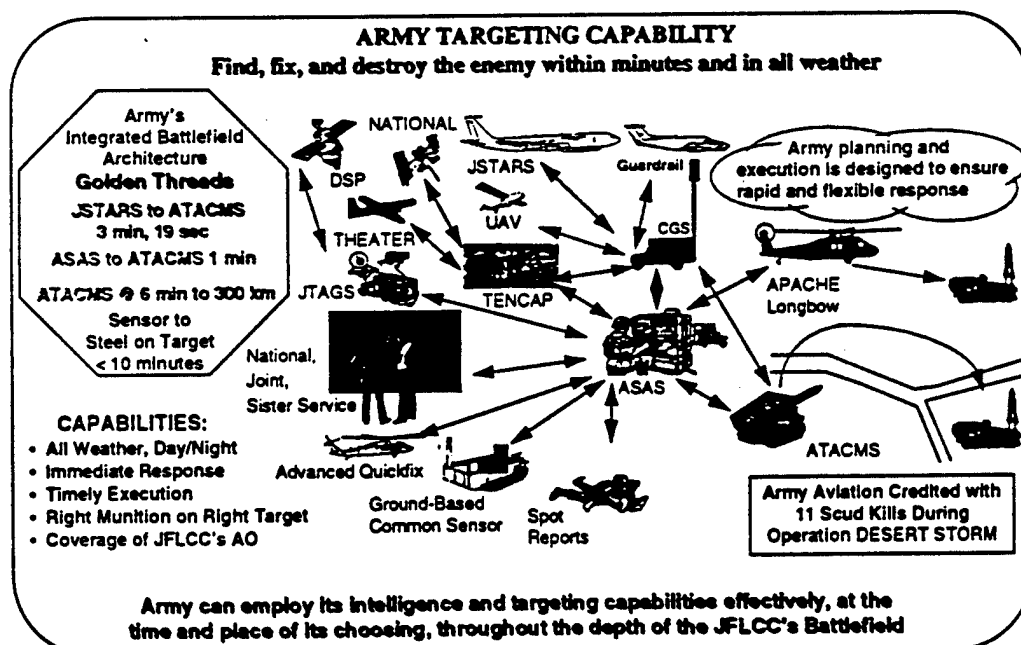 ARMY TARGETING CAPABILITY
Find, fix, and destroy the enemy within minutes and in all weather
Army's
Integrated Battlefield
Architecture
Golden Threads
JSTARS to ATACMS
3 min, 19 sec
ASAS to ATACMS 1 min
ATACMS @ 6 min to 300 km
Sensor to
Steel on Target
< 10 minutes
DSP
NATIONAL
JSTARS
Guardrail
Army planning and
execution is designed to ensure
rapid and flexible response
THEATER
UAV
CGS
JTAGS
TENCAP
APACHE
Longbow
National,
Joint,
Sister Service
ASAS
ATACMS
CAPABILITIES:
• All Weather, Day/Night
• Immediate Response
• Timely Execution
• Right Munition on Right Target
• Coverage of JFLCC's AO
Advanced Quickfix
Ground-Based
Common Sensor
Spot
Reports
Army Aviation Credited with
11 Scud Kills During
Operation DESERT STORM
Army can employ its intelligence and targeting capabilities effectively, at the
time and place of its choosing, throughout the depth of the JFLCC's Battlefield